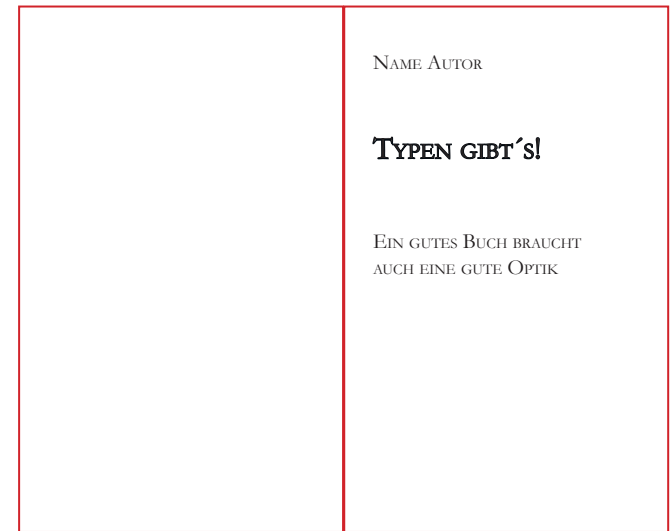 Name Autor
Typen gibt´s!
Ein gutes Buch braucht
auch eine gute Optik